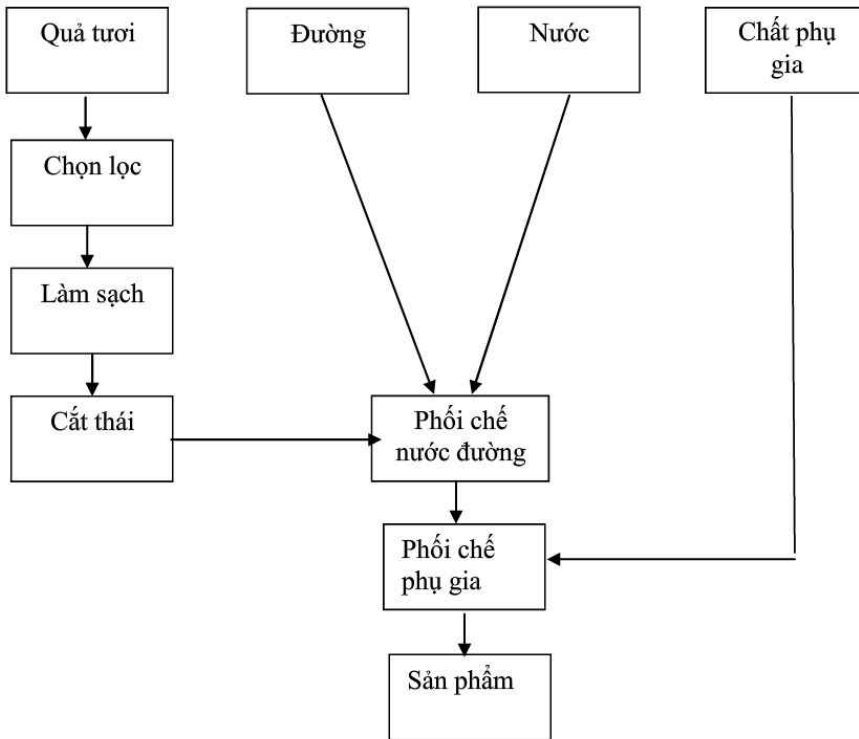 Quả tươi
Đường
Nước
Chất phụ
gia
Chọn lọc
Làm sạch
Cắt thái
Phối chế
nước đường
Phối chế
phụ gia
Sản phẩm